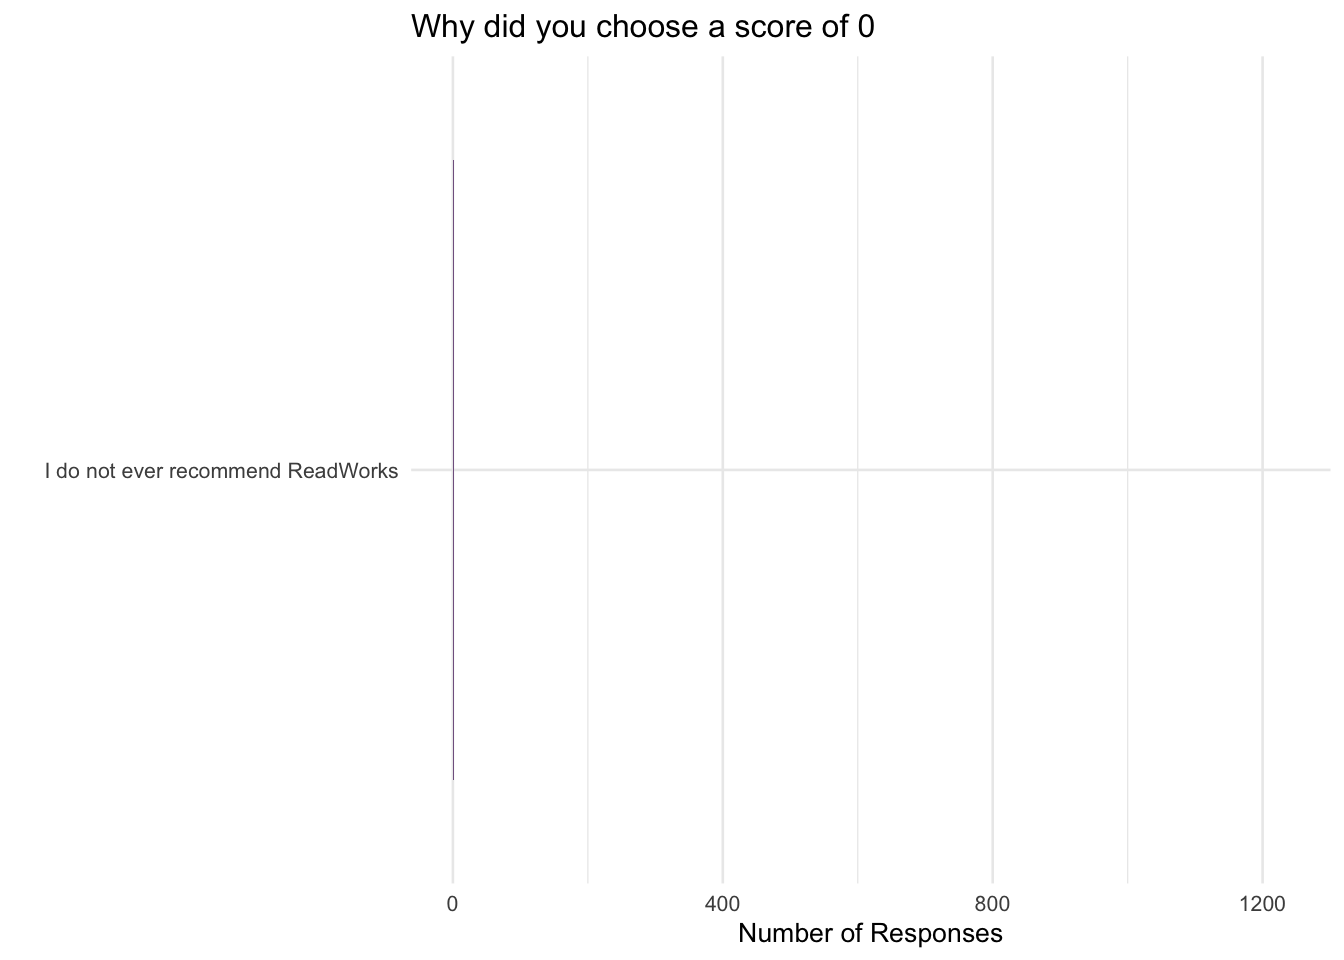 Why did you choose a score of 0
I do not ever recommend ReadWorks
0 400 800 1200
Number of Responses